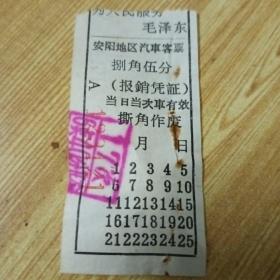 为人民服务
毛泽东
安阳地区汽車客票
捌角伍分
A（报銷凭証）
当日当次車有效
撕角作废
月 日
1 2 3 4 5
6 7 8 9 10
11 12 13 14 15
16 17 18 19 20
21 22 23 24 25